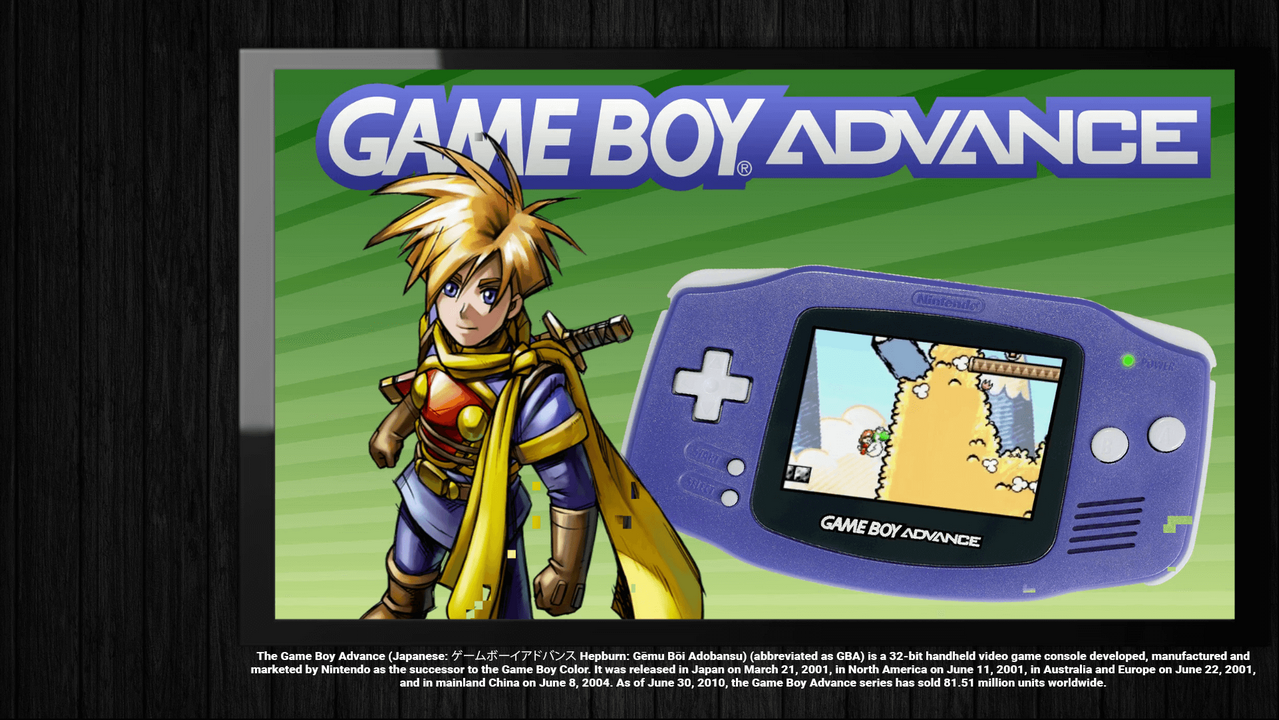 GAME BOY ADVANCE
®
Nintendo
POWER
START
SELECT
GAME BOY ADVANCE
The Game Boy Advance (Japanese: ゲームボーイアドバンス Hepburn: Gēmu Bōi Adobansu) (abbreviated as GBA) is a 32-bit handheld video game console developed, manufactured and
marketed by Nintendo as the successor to the Game Boy Color. It was released in Japan on March 21, 2001, in North America on June 11, 2001, in Australia and Europe on June 22, 2001,
and in mainland China on June 8, 2004. As of June 30, 2010, the Game Boy Advance series has sold 81.51 million units worldwide.